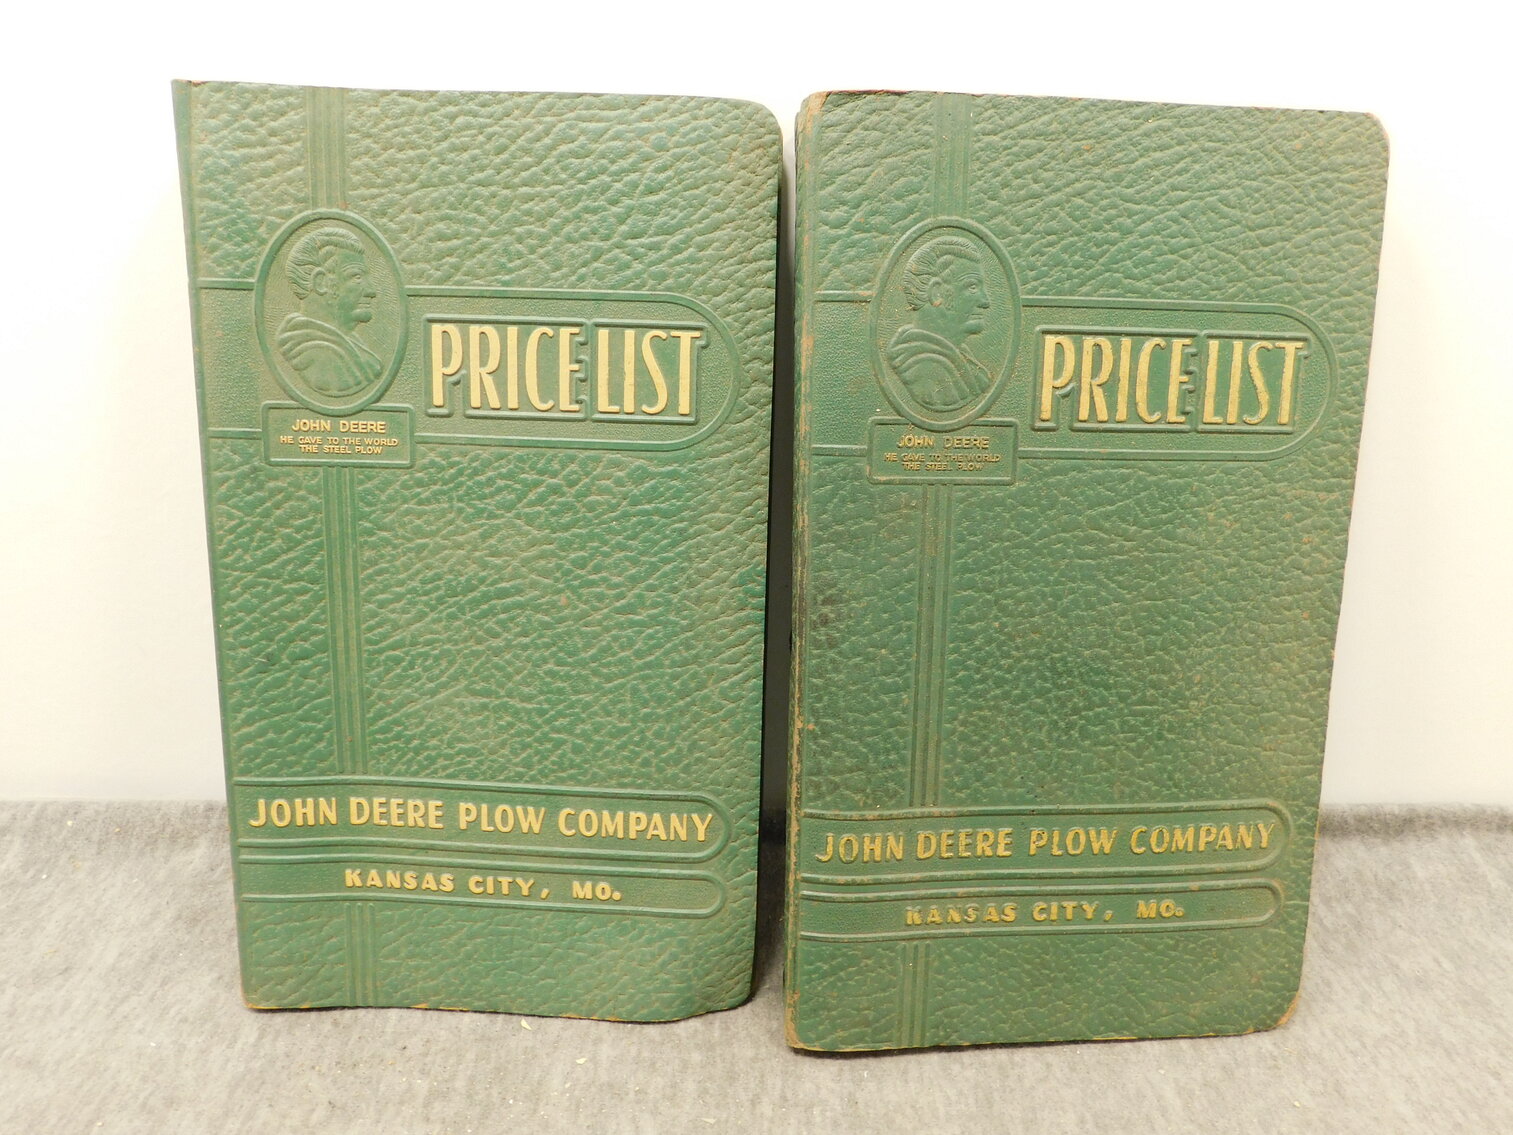 PRICE LIST
JOHN DEERE
HE GAVE TO THE WORLD
THE STEEL PLOW
JOHN DEERE PLOW COMPANY
KANSAS CITY, MO.
PRICE LIST
JOHN DEERE
HE GAVE TO THE WORLD
THE STEEL PLOW
JOHN DEERE PLOW COMPANY
KANSAS CITY, MO.